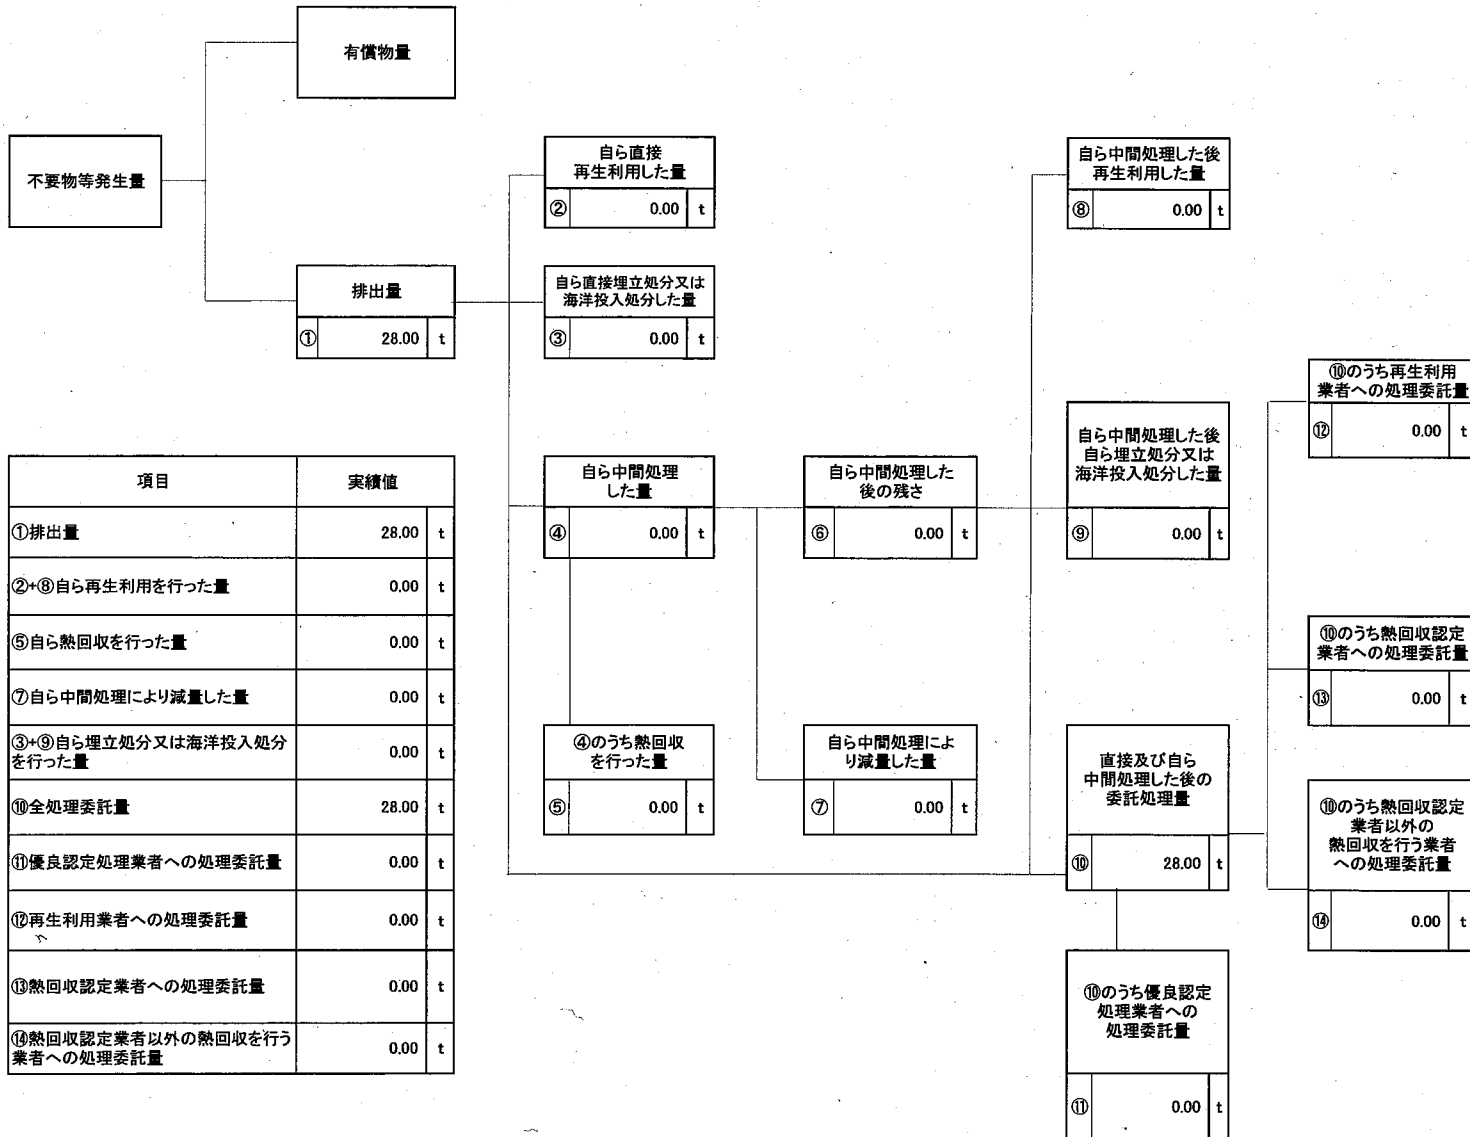 有償物量
不要物等発生量
排出量
① 28.00 t
自ら直接
再生利用した量
② 0.00 t
自ら直接埋立処分又は
海洋投入処分した量
③ 0.00 t
自ら中間処理した後
再生利用した量
⑧ 0.00 t
自ら中間処理
した量
④ 0.00 t
自ら中間処理した
後の残さ
⑥ 0.00 t
自ら中間処理した後
自ら埋立処分又は
海洋投入処分した量
⑨ 0.00 t
⑩のうち再生利用
業者への処理委託量
⑫ 0.00 t
⑩のうち熱回収認定
業者への処理委託量
⑬ 0.00 t
④のうち熱回収
を行った量
⑤ 0.00 t
自ら中間処理によ
り減量した量
⑦ 0.00 t
直接及び自ら
中間処理した後の
委託処理量
⑩ 28.00 t
⑩のうち熱回収認定
業者以外の
熱回収を行う業者
への処理委託量
⑭ 0.00 t
⑩のうち優良認定
処理業者への
処理委託量
⑪ 0.00 t
項目 実績値
①排出量 28.00 t
②+⑧自ら再生利用を行った量 0.00 t
⑤自ら熱回収を行った量 0.00 t
⑦自ら中間処理により減量した量 0.00 t
③+⑨自ら埋立処分又は海洋投入処分
を行った量 0.00 t
⑩全処理委託量 28.00 t
⑪優良認定処理業者への処理委託量 0.00 t
⑫再生利用業者への処理委託量 0.00 t
⑬熱回収認定業者への処理委託量 0.00 t
⑭熱回収認定業者以外の熱回収を行う
業者への処理委託量 0.00 t